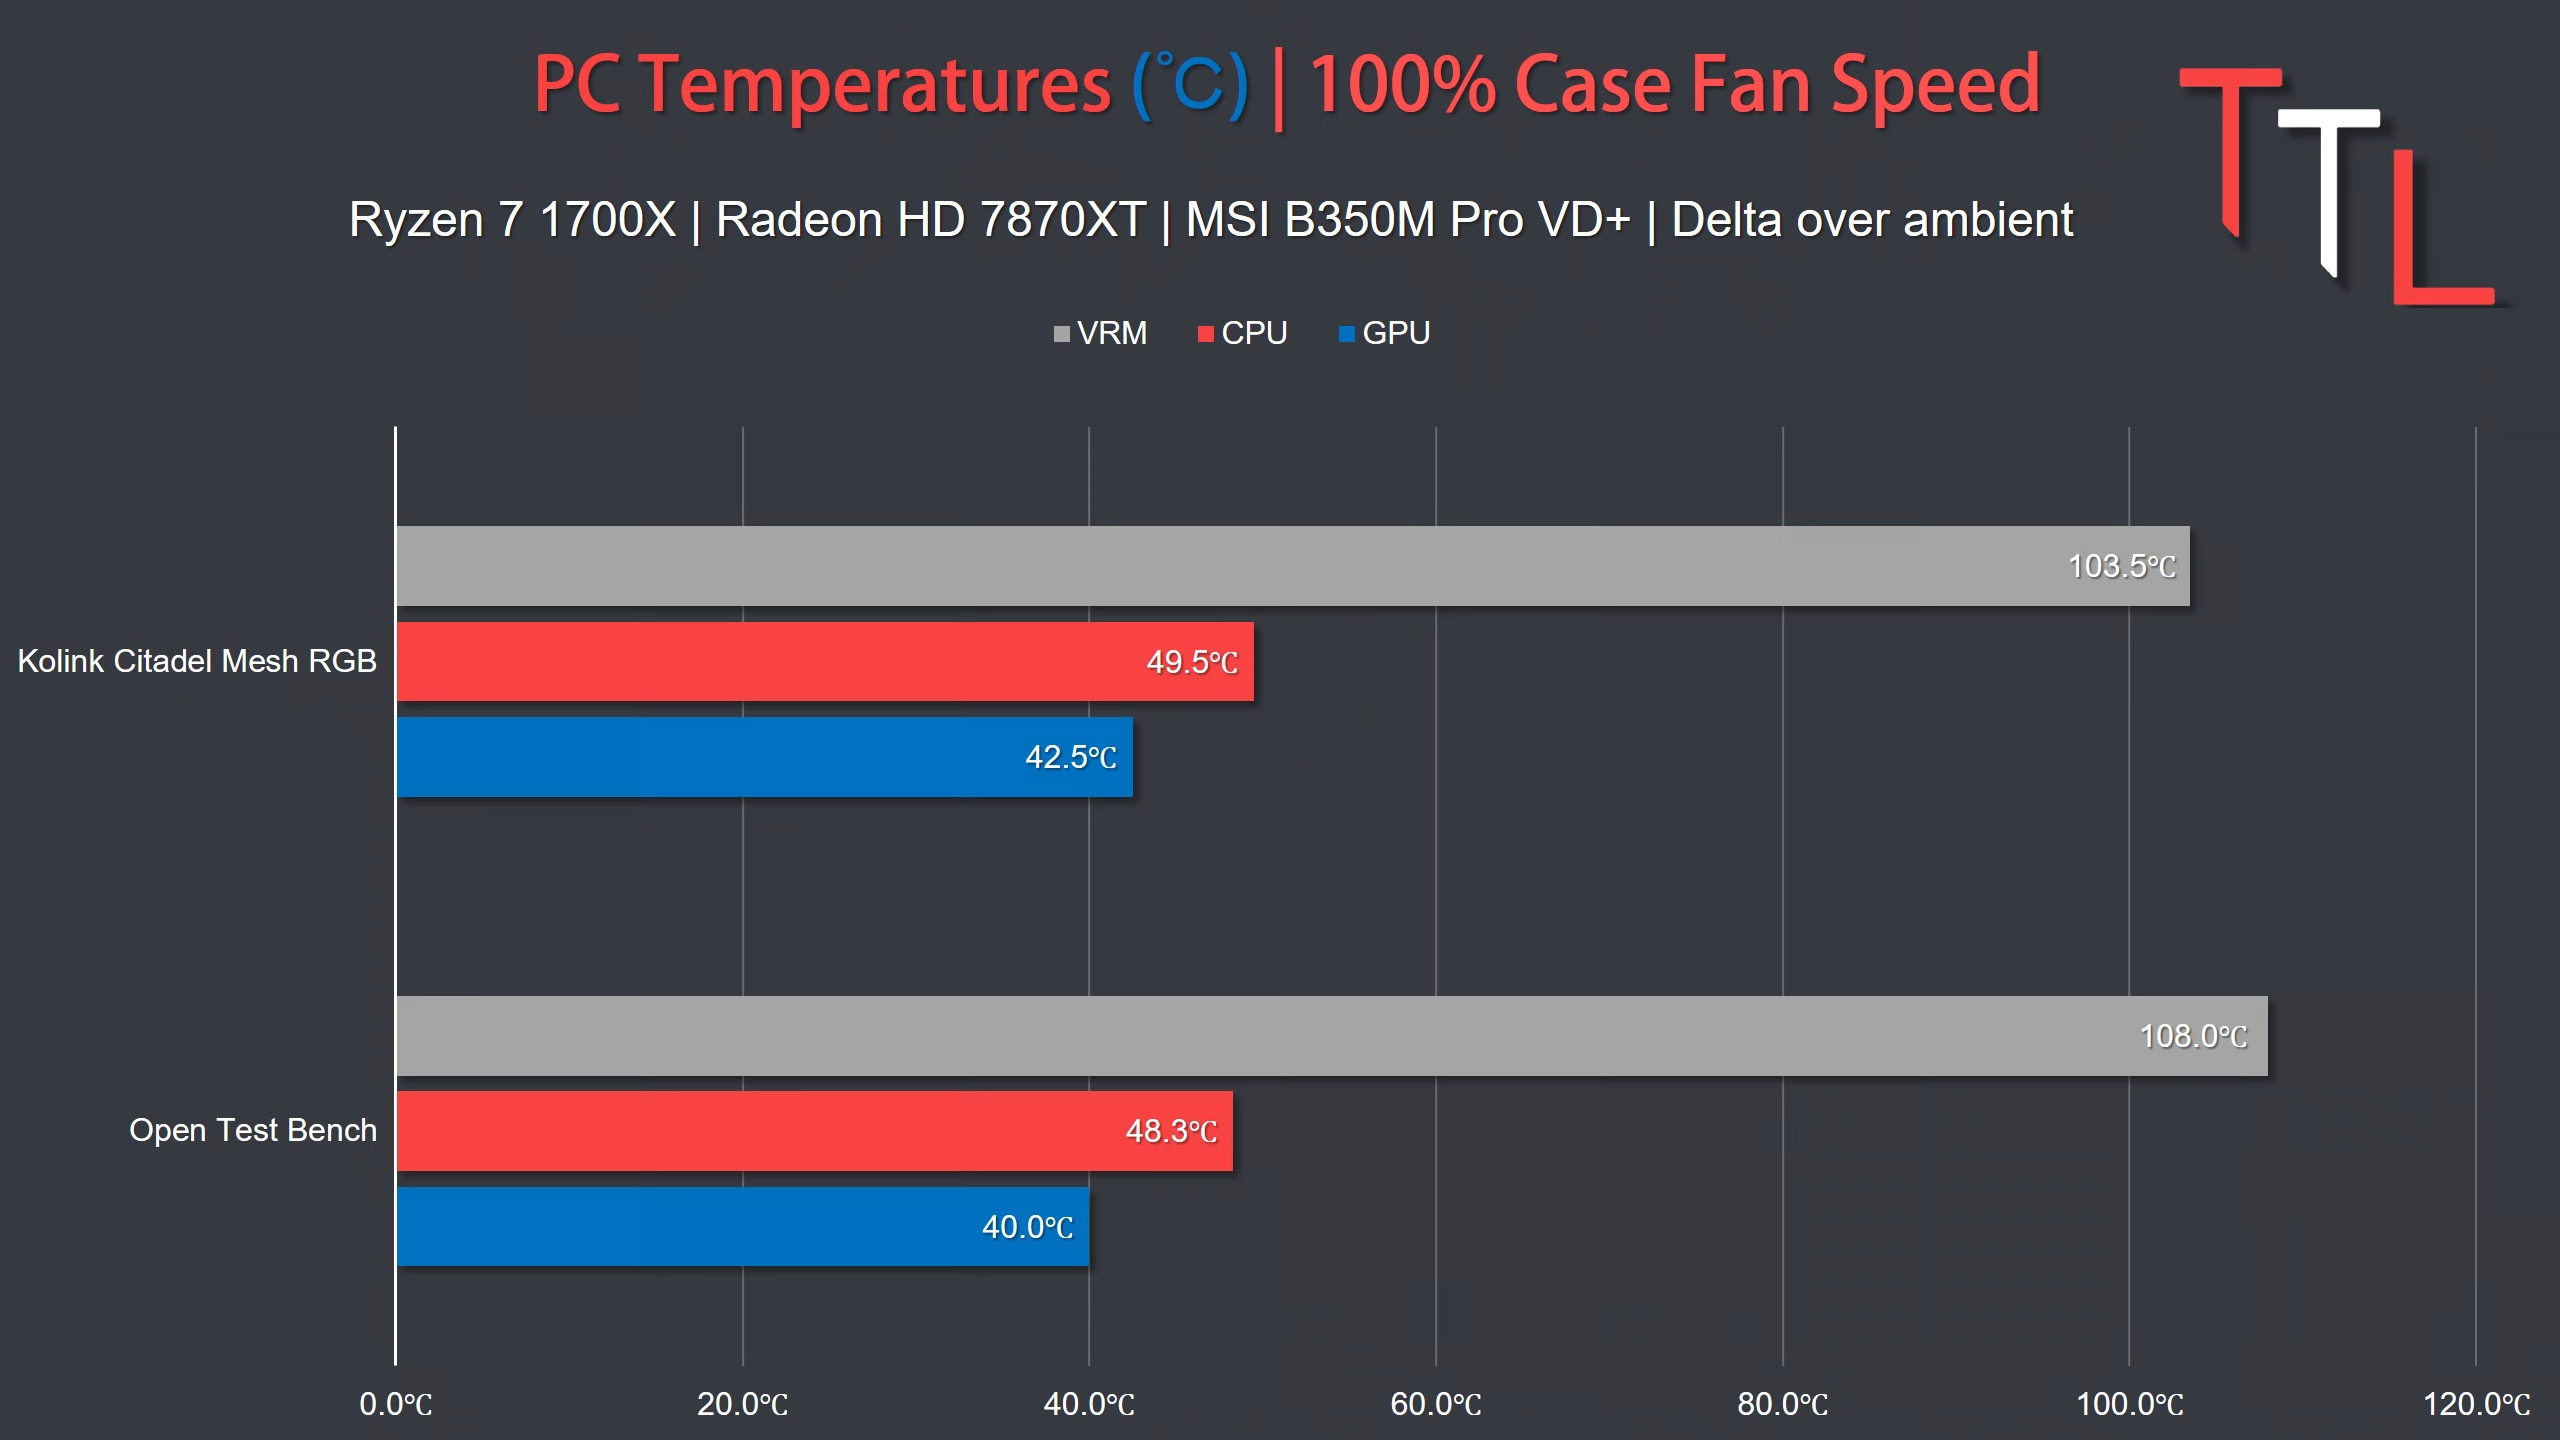 PC Temperatures (°C) | 100% Case Fan Speed
TTL
Ryzen 7 1700X | Radeon HD 7870XT | MSI B350M Pro VD+ | Delta over ambient
VRM CPU GPU
103.5℃
Kolink Citadel Mesh RGB 49.5℃
42.5℃
108.0℃
Open Test Bench 48.3℃
40.0℃
0.0℃ 20.0℃ 40.0℃ 60.0℃ 80.0℃ 100.0℃ 120.0℃